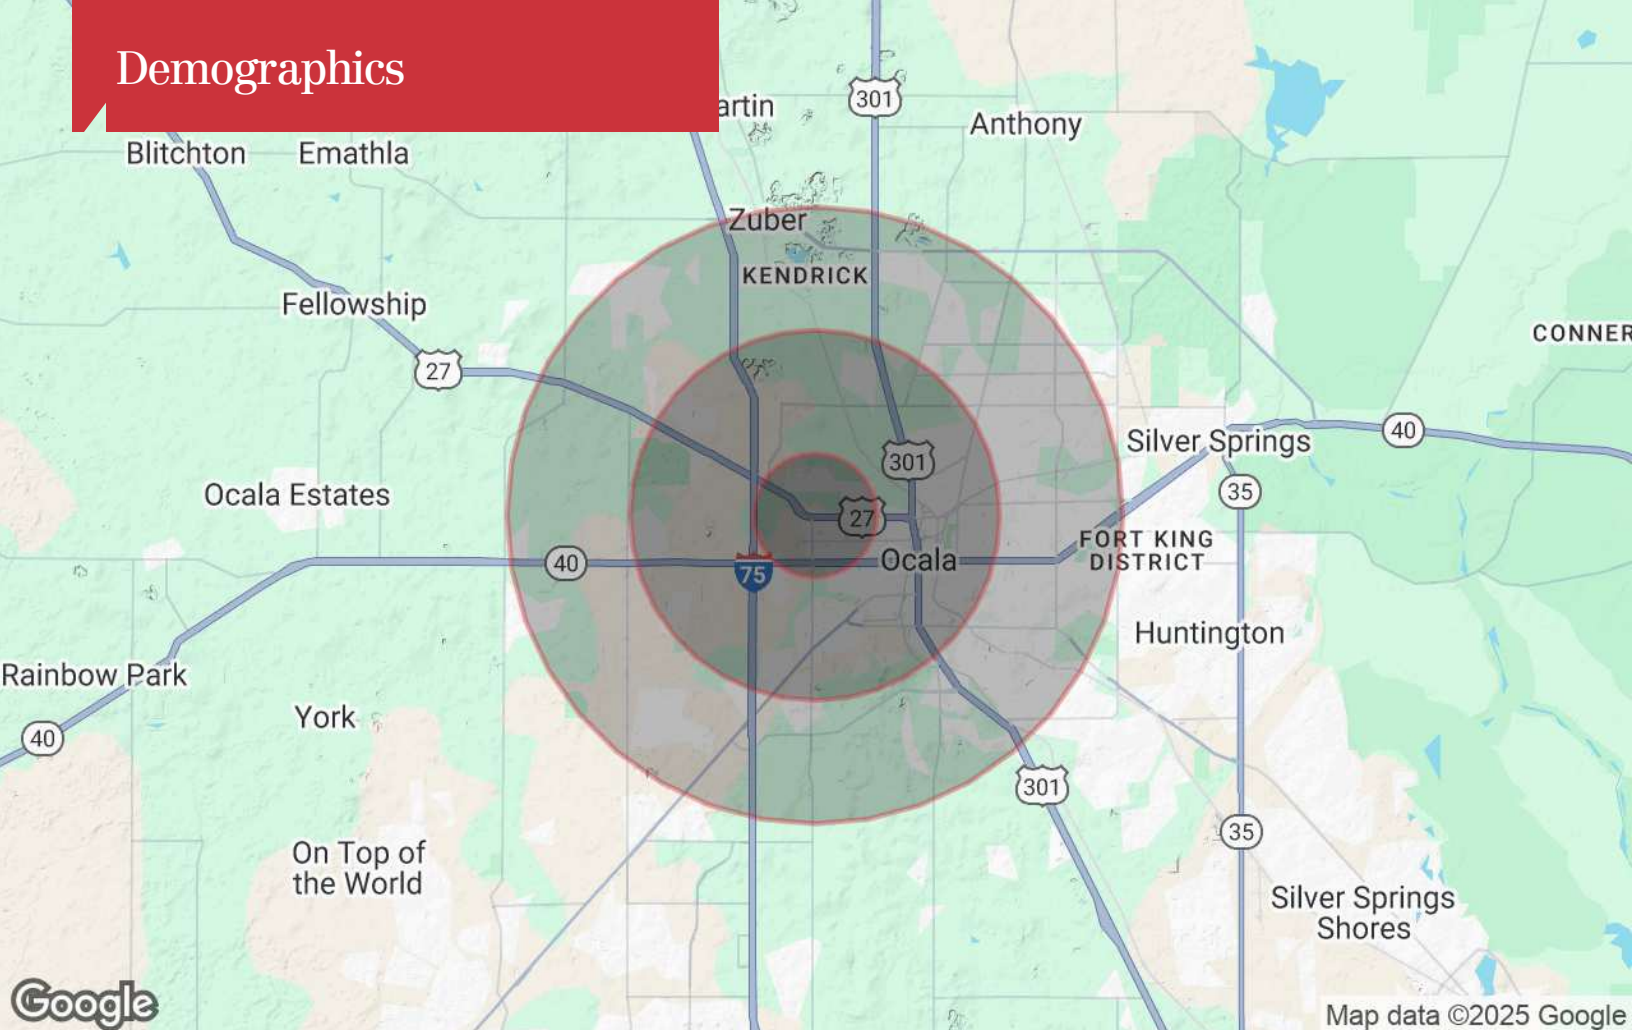 Demographics
artin
301
Anthony
Blitchton
Emathla
Zuber
KENDRICK
Fellowship
CONNER
27
Silver Springs
40
301
Ocala Estates
35
27
FORT KING
DISTRICT
40
75
Ocala
Huntington
Rainbow Park
York
40
301
35
On Top of
the World
Silver Springs
Shores
Google
Map data ©2025 Google